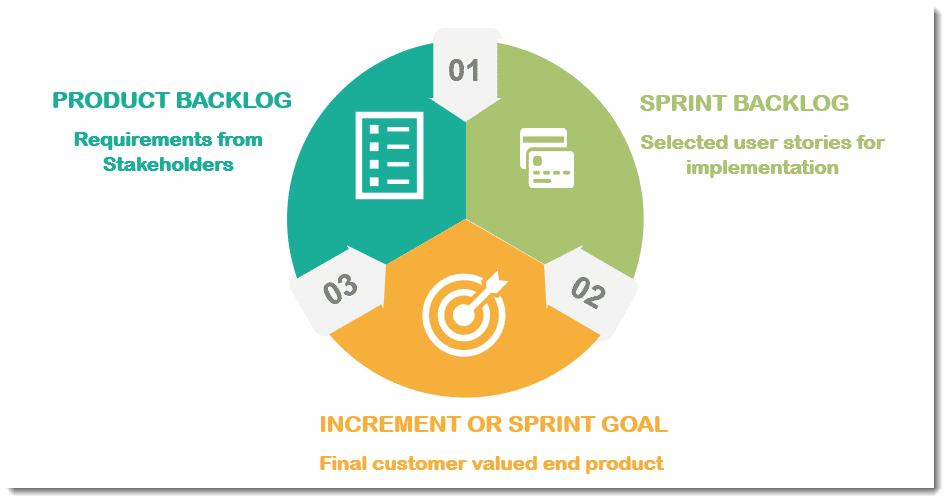 01
PRODUCT BACKLOG
Requirements from
Stakeholders
SPRINT BACKLOG
Selected user stories for
implementation
03
02
INCREMENT OR SPRINT GOAL
Final customer valued end product